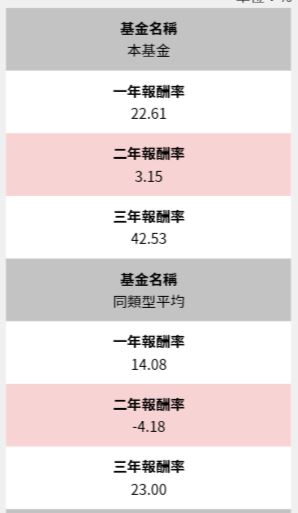 基金名稱
本基金
一年報酬率
22.61
二年報酬率
3.15
三年報酬率
42.53
基金名稱
同類型平均
一年報酬率
14.08
二年報酬率
-4.18
三年報酬率
23.00